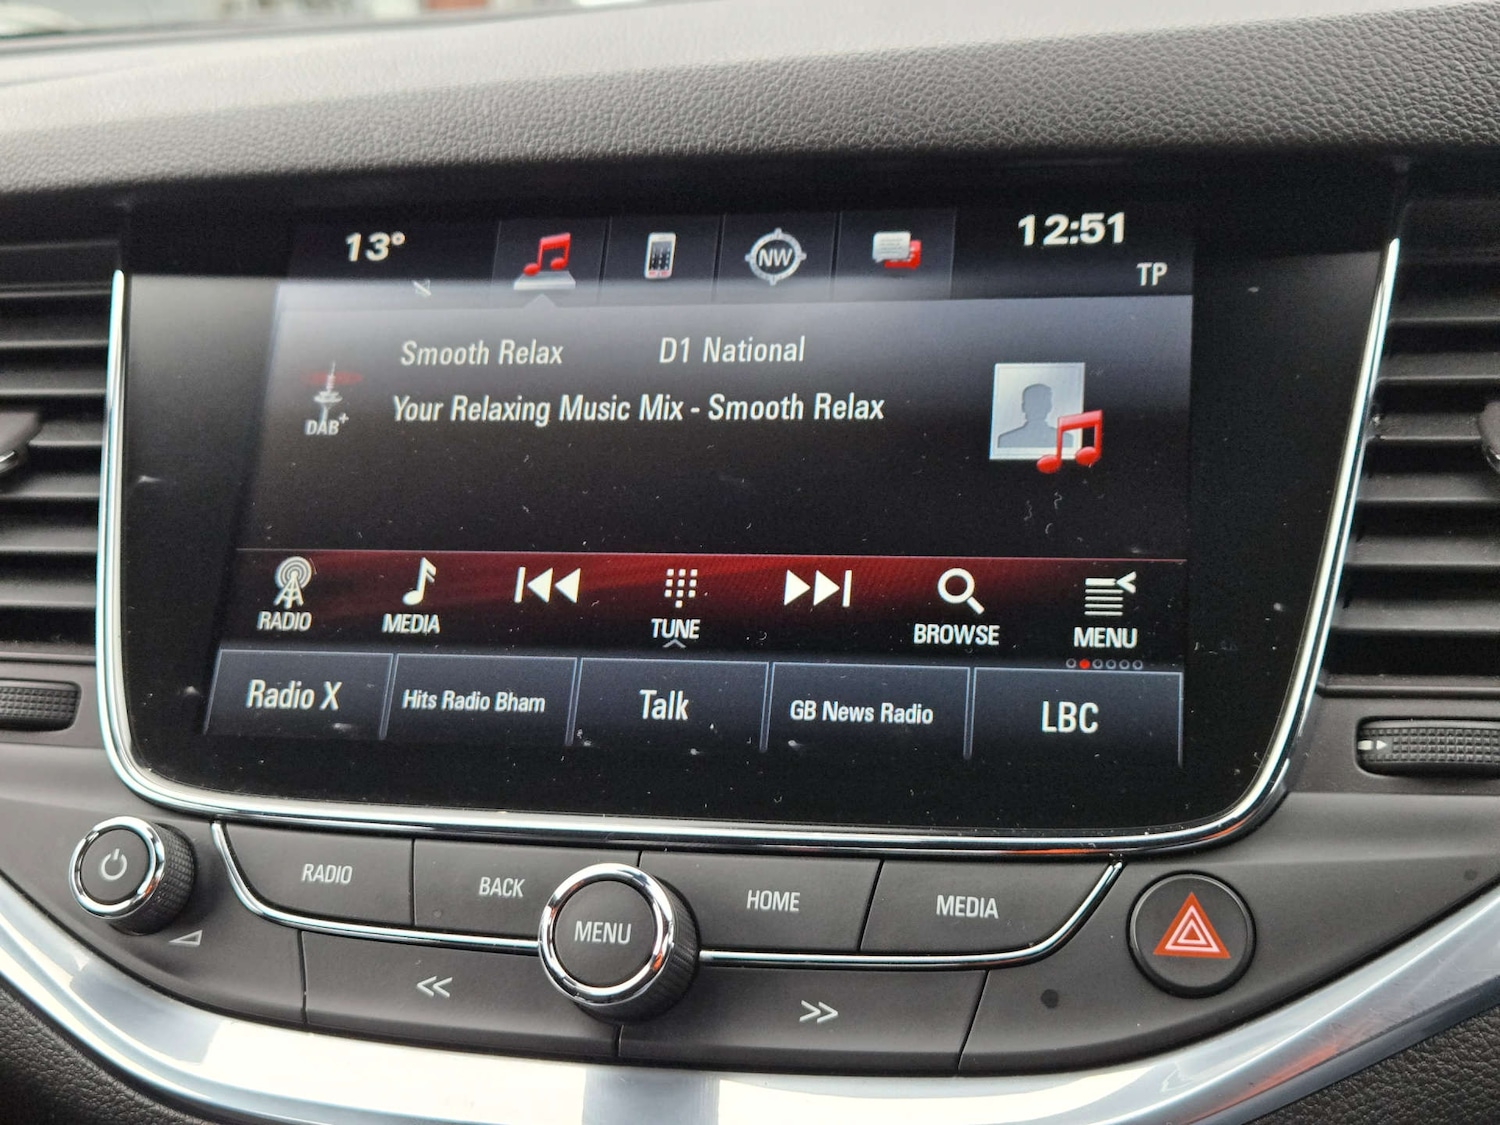 13° 12:51
NW
TP
Smooth Relax D1 National
DAB+ Your Relaxing Music Mix - Smooth Relax
RADIO MEDIA TUNE BROWSE MENU
Radio X Hits Radio Bham Talk GB News Radio LBC
RADIO BACK MENU HOME MEDIA